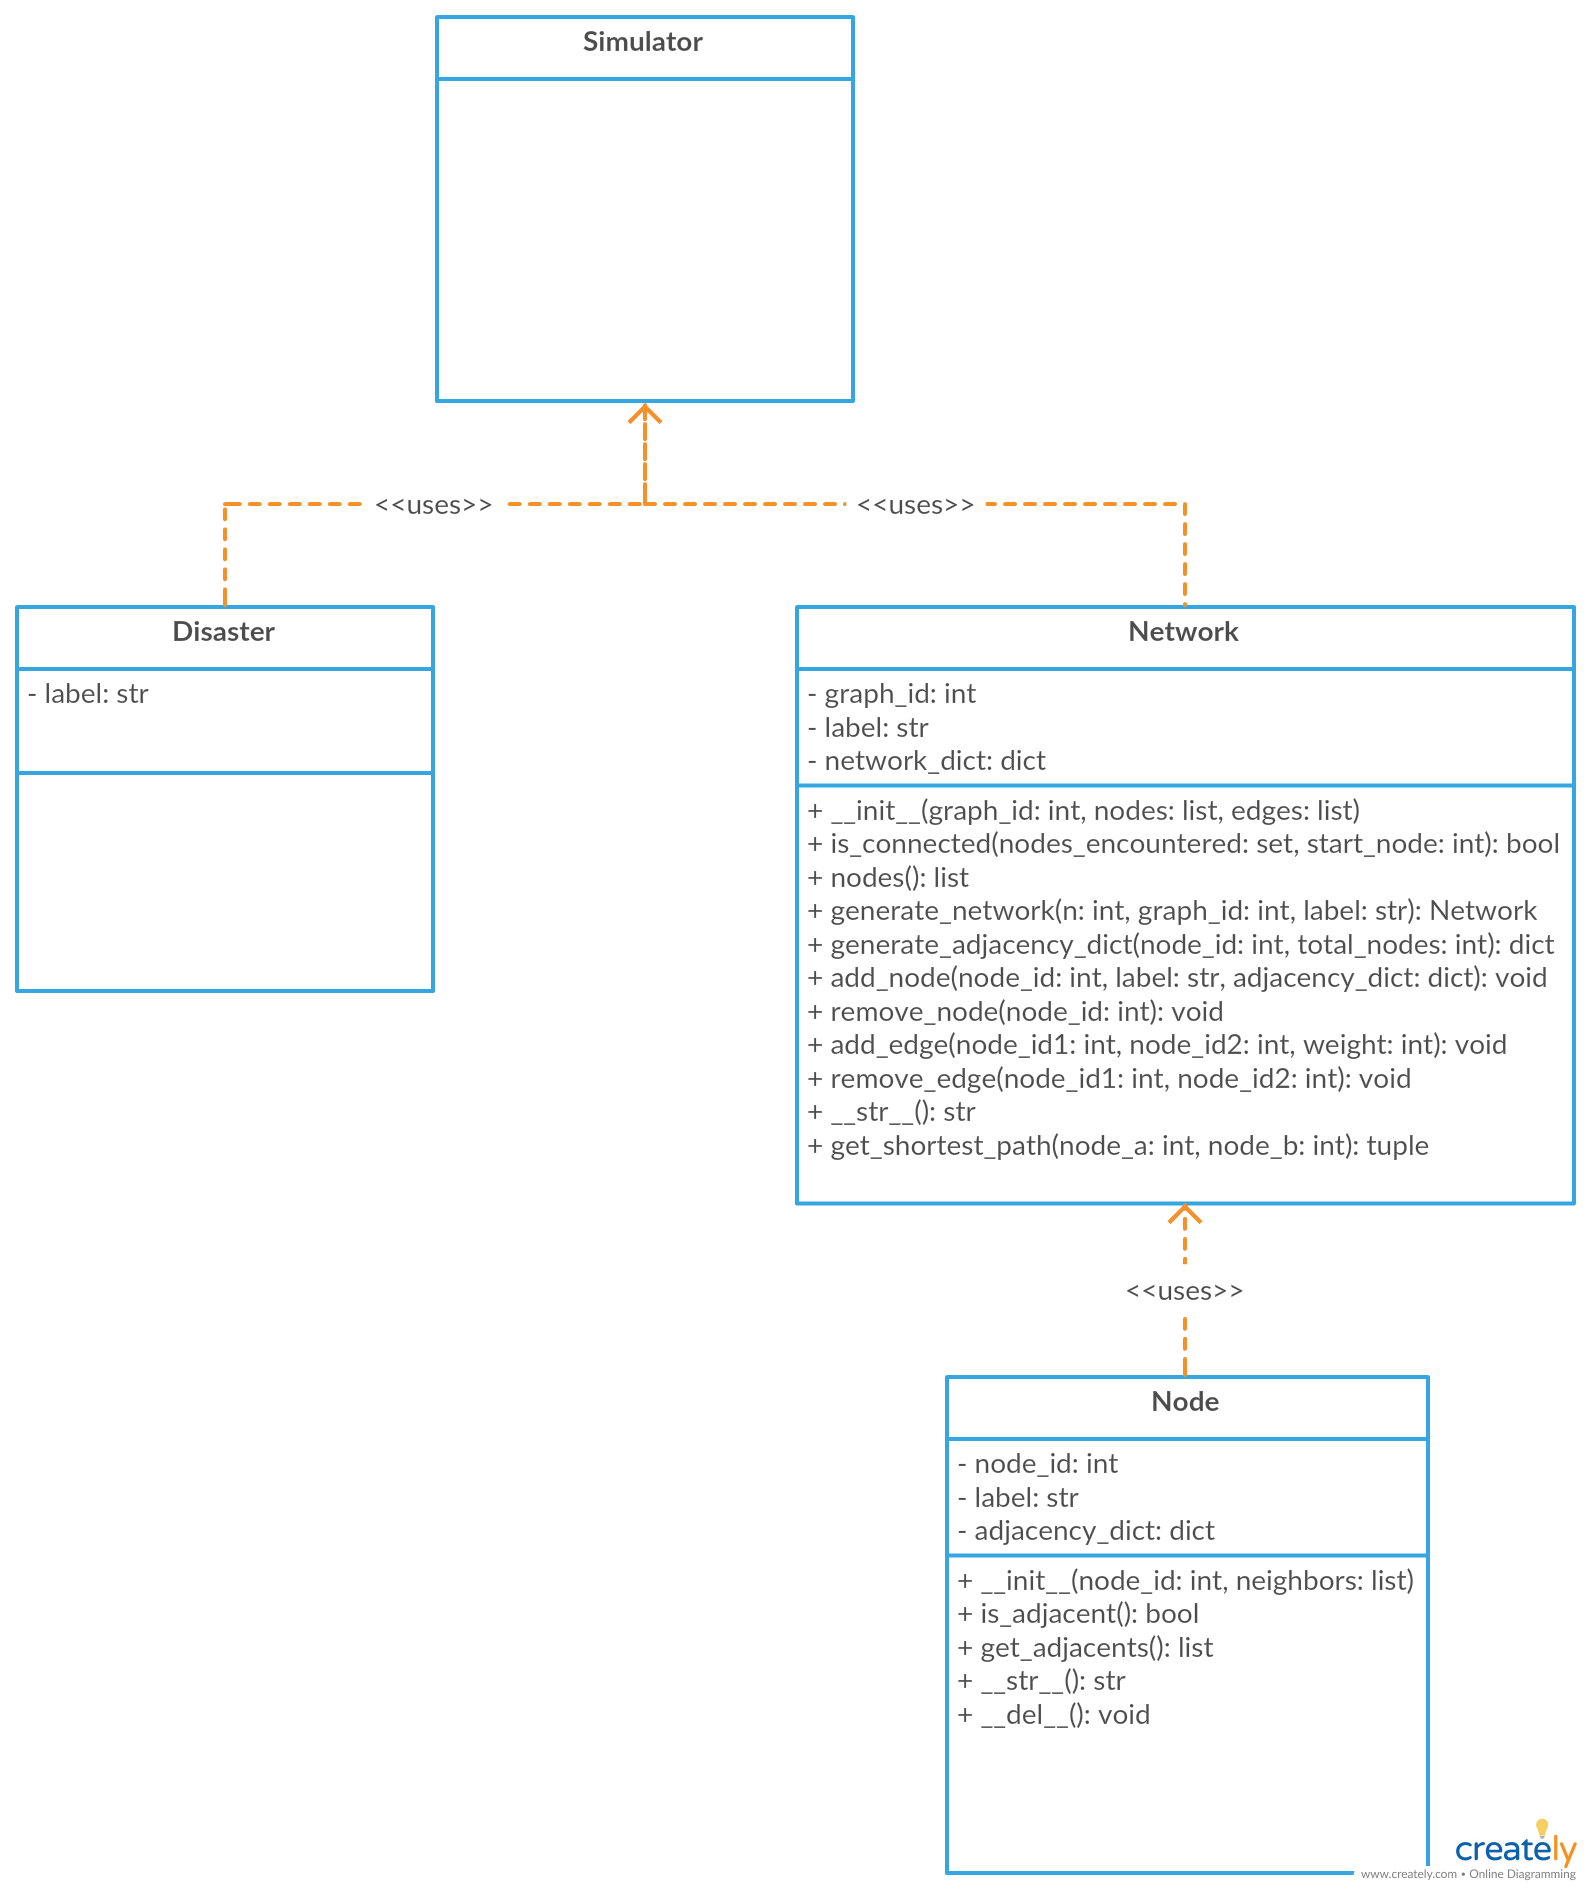 Simulator
<<uses>>
<<uses>>
Disaster
- label: str
Network
- graph_id: int
- label: str
- network_dict: dict
+ __init__(graph_id: int, nodes: list, edges: list)
+ is_connected(nodes_encountered: set, start_node: int): bool
+ nodes(): list
+ generate_network(n: int, graph_id: int, label: str): Network
+ generate_adjacency_dict(node_id: int, total_nodes: int): dict
+ add_node(node_id: int, label: str, adjacency_dict: dict): void
+ remove_node(node_id: int): void
+ add_edge(node_id1: int, node_id2: int, weight: int): void
+ remove_edge(node_id1: int, node_id2: int): void
+ __str__(): str
+ get_shortest_path(node_a: int, node_b: int): tuple
<<uses>>
Node
- node_id: int
- label: str
- adjacency_dict: dict
+ __init__(node_id: int, neighbors: list)
+ is_adjacent(): bool
+ get_adjacents(): list
+ __str__(): str
+ __del__(): void
creately
www.creately.com • Online Diagramming